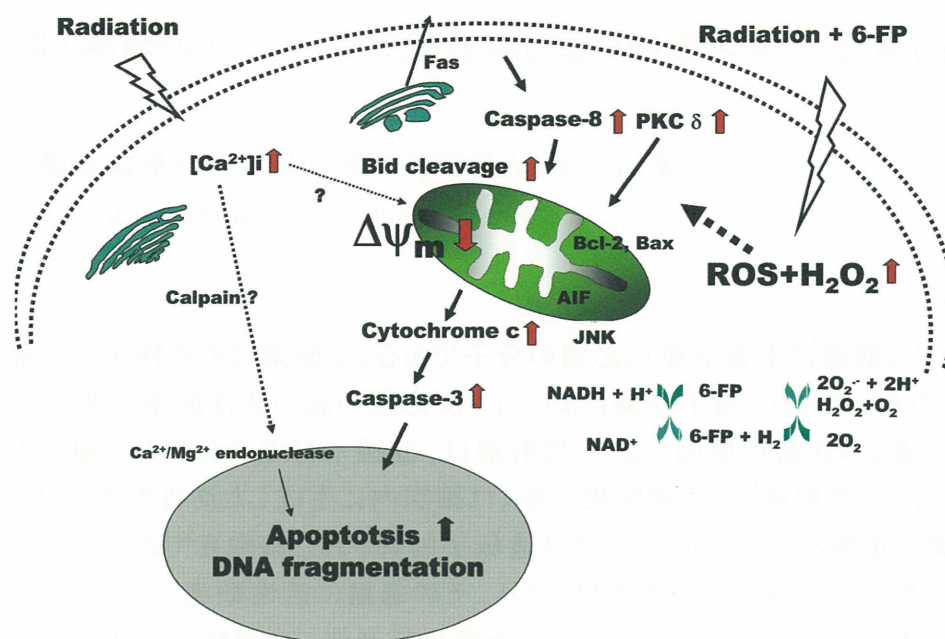 Radiation
Radiation + 6-FP
Fas
Caspase-8 PKC δ
[Ca²⁺]i
Bid cleavage
?
Δψm
Bcl-2, Bax
ROS+H₂O₂
AIF
Calpain ?
Cytochrome c
JNK
Caspase-3
NADH + H⁺
6-FP
2O₂·⁻ + 2H⁺
H₂O₂+O₂
NAD⁺
6-FP + H₂
2O₂
Ca²⁺/Mg²⁺ endonuclease
Apoptotsis
DNA fragmentation